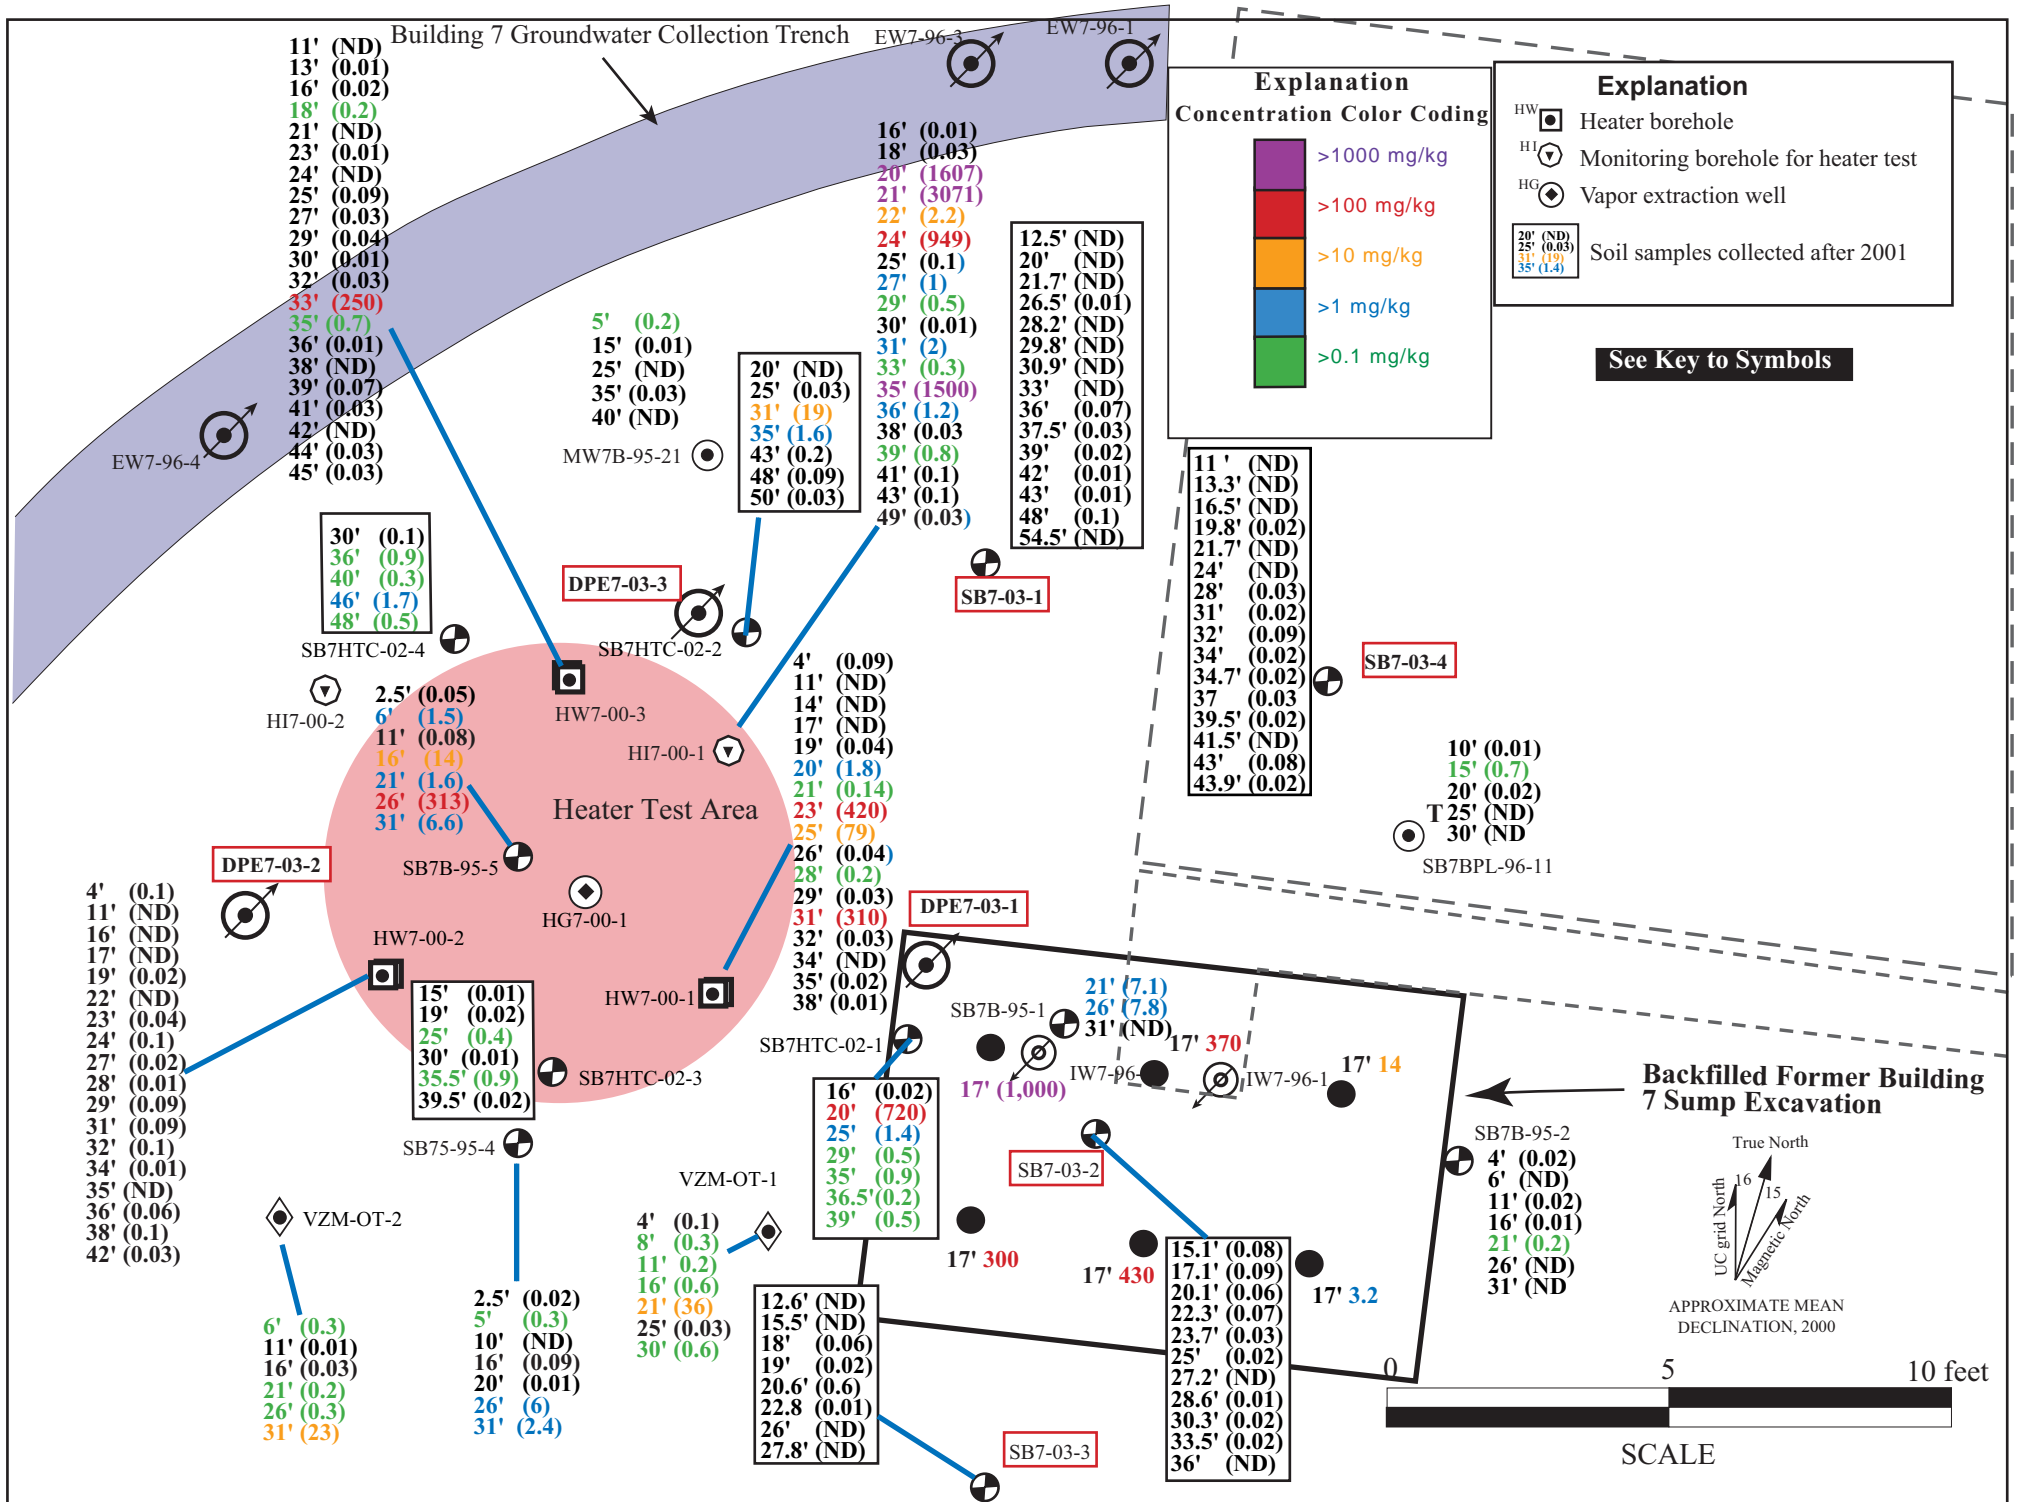 Building 7 Groundwater Collection Trench
EW7-96-3
EW7-96-1
11' (ND)
13' (0.01)
16' (0.02)
18' (0.2)
21' (ND)
23' (0.01)
24' (ND)
25' (0.09)
27' (0.03)
29' (0.04)
30' (0.01)
32' (0.03)
33' (250)
35' (0.7)
36' (0.01)
38' (ND)
39' (0.07)
41' (0.03)
42' (ND)
44' (0.03)
45' (0.03)
16' (0.01)
18' (0.03)
20' (1607)
21' (3071)
22' (2.2)
24' (949)
25' (0.1)
27' (1)
29' (0.5)
30' (0.01)
31' (2)
33' (0.3)
35' (1500)
36' (1.2)
38' (0.03
39' (0.8)
41' (0.1)
43' (0.1)
49' (0.03)
12.5' (ND)
20' (ND)
21.7' (ND)
26.5' (0.01)
28.2' (ND)
29.8' (ND)
30.9' (ND)
33' (ND)
36' (0.07)
37.5' (0.03)
39' (0.02)
42' (0.01)
43' (0.01)
48' (0.1)
54.5' (ND)
Explanation
Concentration Color Coding
>1000 mg/kg
>100 mg/kg
>10 mg/kg
>1 mg/kg
>0.1 mg/kg
Explanation
HW
Heater borehole
HI
Monitoring borehole for heater test
HG
Vapor extraction well
20' (ND)
25' (0.03)
31' (19)
35' (1.4)
Soil samples collected after 2001
See Key to Symbols
EW7-96-4
5' (0.2)
15' (0.01)
25' (ND)
35' (0.03)
40' (ND)
MW7B-95-21
20' (ND)
25' (0.03)
31' (19)
35' (1.6)
43' (0.2)
48' (0.09)
50' (0.03)
30' (0.1)
36' (0.9)
40' (0.3)
46' (1.7)
48' (0.5)
SB7HTC-02-4
DPE7-03-3
SB7HTC-02-2
SB7-03-1
11 ' (ND)
13.3' (ND)
16.5' (ND)
19.8' (0.02)
21.7' (ND)
24' (ND)
28' (0.03)
31' (0.02)
32' (0.09)
34' (0.02)
34.7' (0.02)
37 (0.03
39.5' (0.02)
41.5' (ND)
43' (0.08)
43.9' (0.02)
SB7-03-4
HI7-00-2
2.5' (0.05)
6' (1.5)
11' (0.08)
16' (14)
21' (1.6)
26' (313)
31' (6.6)
HW7-00-3
HI7-00-1
Heater Test Area
4' (0.09)
11' (ND)
14' (ND)
17' (ND)
19' (0.04)
20' (1.8)
21' (0.14)
23' (420)
25' (79)
26' (0.04)
28' (0.2)
29' (0.03)
31' (310)
32' (0.03)
34' (ND)
35' (0.02)
38' (0.01)
10' (0.01)
15' (0.7)
20' (0.02)
T 25' (ND)
30' (ND
SB7BPL-96-11
DPE7-03-2
SB7B-95-5
HG7-00-1
HW7-00-2
HW7-00-1
4' (0.1)
11' (ND)
16' (ND)
17' (ND)
19' (0.02)
22' (ND)
23' (0.04)
24' (0.1)
27' (0.02)
28' (0.01)
29' (0.09)
31' (0.09)
32' (0.1)
34' (0.01)
35' (ND)
36' (0.06)
38' (0.1)
42' (0.03)
15' (0.01)
19' (0.02)
25' (0.4)
30' (0.01)
35.5' (0.9)
39.5' (0.02)
SB7HTC-02-3
SB75-95-4
DPE7-03-1
SB7B-95-1
21' (7.1)
26' (7.8)
31' (ND)
SB7HTC-02-1
17' (1,000)
17' 370
IW7-96-
IW7-96-1
17' 14
Backfilled Former Building
7 Sump Excavation
16' (0.02)
20' (720)
25' (1.4)
29' (0.5)
35' (0.9)
36.5' (0.2)
39' (0.5)
SB7-03-2
SB7B-95-2
4' (0.02)
6' (ND)
11' (0.02)
16' (0.01)
21' (0.2)
26' (ND)
31' (ND
True North
16
15
UC grid North
Magnetic North
APPROXIMATE MEAN
DECLINATION, 2000
VZM-OT-2
VZM-OT-1
4' (0.1)
8' (0.3)
11' 0.2)
16' (0.6)
21' (36)
25' (0.03)
30' (0.6)
17' 300
17' 430
17' 3.2
15.1' (0.08)
17.1' (0.09)
20.1' (0.06)
22.3' (0.07)
23.7' (0.03)
25' (0.02)
27.2' (ND)
28.6' (0.01)
30.3' (0.02)
33.5' (0.02)
36' (ND)
6' (0.3)
11' (0.01)
16' (0.03)
21' (0.2)
26' (0.3)
31' (23)
2.5' (0.02)
5' (0.3)
10' (ND)
16' (0.09)
20' (0.01)
26' (6)
31' (2.4)
12.6' (ND)
15.5' (ND)
18' (0.06)
19' (0.02)
20.6' (0.6)
22.8 (0.01)
26' (ND)
27.8' (ND)
SB7-03-3
0 5 10 feet
SCALE